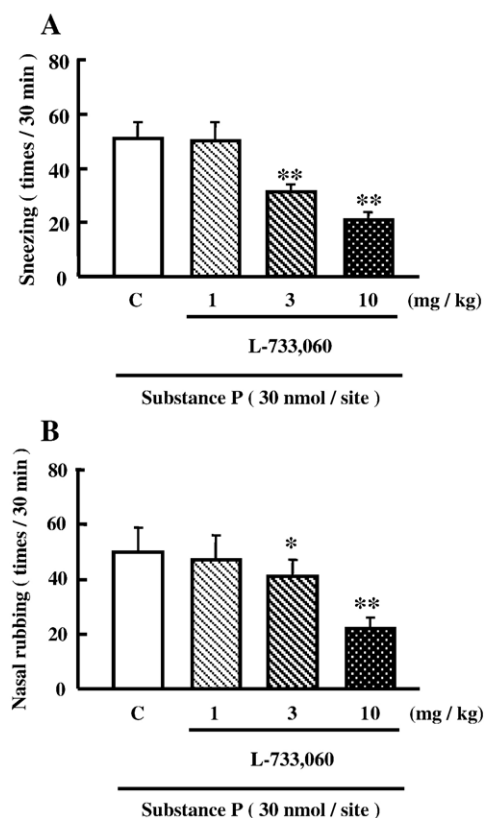 A
Sneezing ( times / 30 min )
80
60
40
20
0
**
**
C 1 3 10 (mg / kg)
L-733,060
Substance P ( 30 nmol / site )
B
Nasal rubbing ( times / 30 min )
80
60
40
20
0
*
**
C 1 3 10 (mg / kg)
L-733,060
Substance P ( 30 nmol / site )